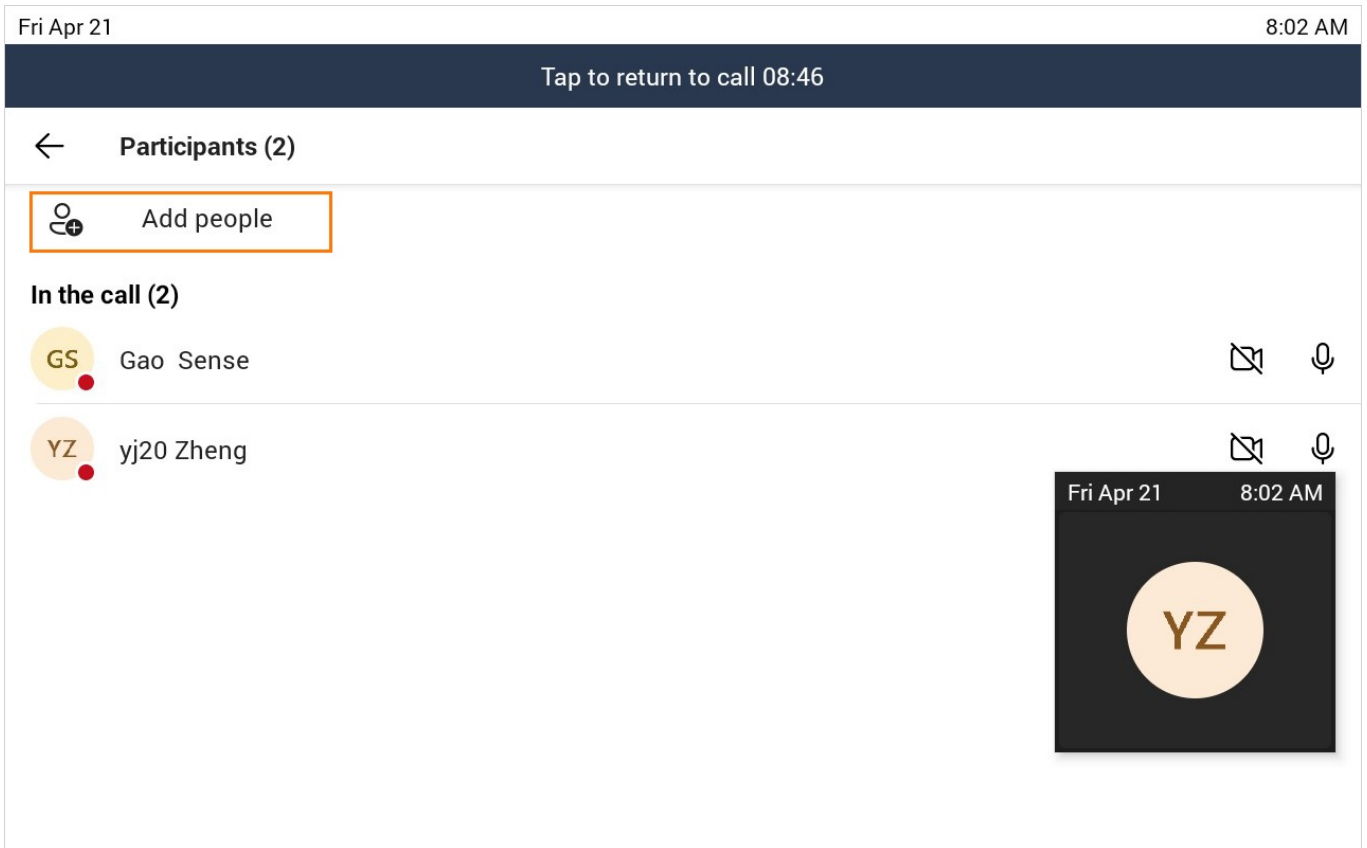 Fri Apr 21 8:02 AM
Tap to return to call 08:46
Participants (2)
Add people
In the call (2)
GS Gao Sense
YZ yj20 Zheng
Fri Apr 21 8:02 AM
YZ